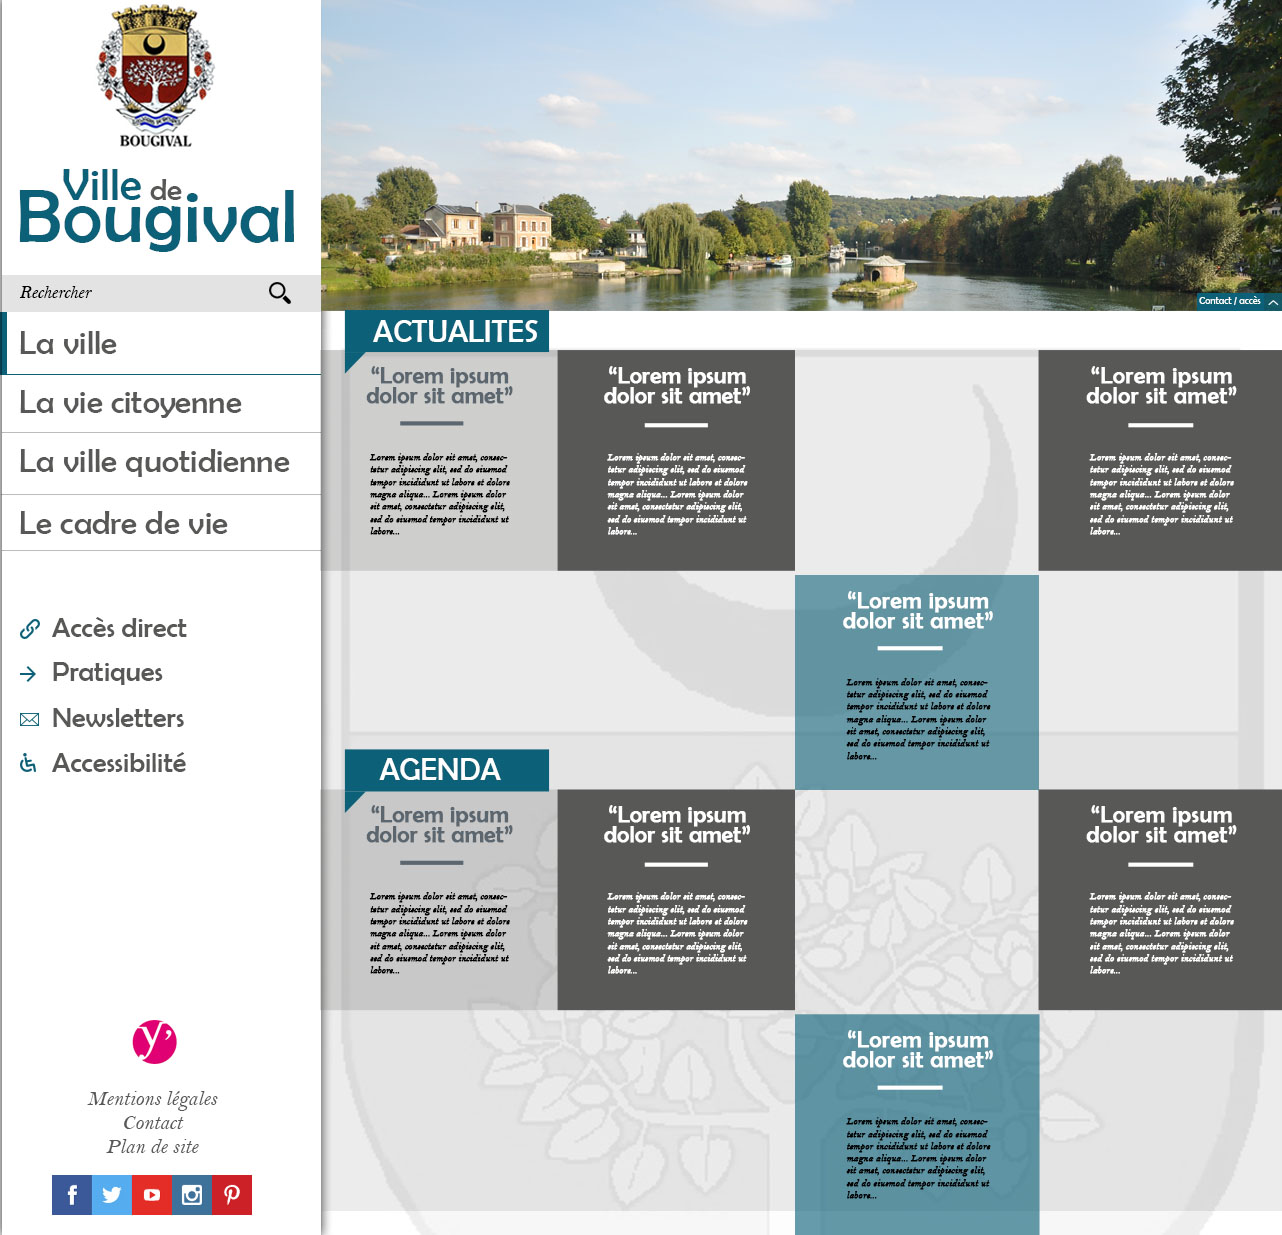 BOUGIVAL
Ville de
Bougival
Rechercher
La ville
La vie citoyenne
La ville quotidienne
Le cadre de vie
Accès direct
Pratiques
Newsletters
Accessibilité
y'
Mentions légales
Contact
Plan de site
Contact / accès
ACTUALITES
“Lorem ipsum
dolor sit amet”
Lorem ipsum dolor sit amet, consec-
tetur adipiscing elit, sed do eiusmod
tempor incididunt ut labore et dolore
magna aliqua... Lorem ipsum dolor
sit amet, consectetur adipiscing elit,
sed do eiusmod tempor incididunt ut
labore...
“Lorem ipsum
dolor sit amet”
Lorem ipsum dolor sit amet, consec-
tetur adipiscing elit, sed do eiusmod
tempor incididunt ut labore et dolore
magna aliqua... Lorem ipsum dolor
sit amet, consectetur adipiscing elit,
sed do eiusmod tempor incididunt ut
labore...
“Lorem ipsum
dolor sit amet”
Lorem ipsum dolor sit amet, consec-
tetur adipiscing elit, sed do eiusmod
tempor incididunt ut labore et dolore
magna aliqua... Lorem ipsum dolor
sit amet, consectetur adipiscing elit,
sed do eiusmod tempor incididunt ut
labore...
“Lorem ipsum
dolor sit amet”
Lorem ipsum dolor sit amet, consec-
tetur adipiscing elit, sed do eiusmod
tempor incididunt ut labore et dolore
magna aliqua... Lorem ipsum dolor
sit amet, consectetur adipiscing elit,
sed do eiusmod tempor incididunt ut
labore...
AGENDA
“Lorem ipsum
dolor sit amet”
Lorem ipsum dolor sit amet, consec-
tetur adipiscing elit, sed do eiusmod
tempor incididunt ut labore et dolore
magna aliqua... Lorem ipsum dolor
sit amet, consectetur adipiscing elit,
sed do eiusmod tempor incididunt ut
labore...
“Lorem ipsum
dolor sit amet”
Lorem ipsum dolor sit amet, consec-
tetur adipiscing elit, sed do eiusmod
tempor incididunt ut labore et dolore
magna aliqua... Lorem ipsum dolor
sit amet, consectetur adipiscing elit,
sed do eiusmod tempor incididunt ut
labore...
“Lorem ipsum
dolor sit amet”
Lorem ipsum dolor sit amet, consec-
tetur adipiscing elit, sed do eiusmod
tempor incididunt ut labore et dolore
magna aliqua... Lorem ipsum dolor
sit amet, consectetur adipiscing elit,
sed do eiusmod tempor incididunt ut
labore...
“Lorem ipsum
dolor sit amet”
Lorem ipsum dolor sit amet, consec-
tetur adipiscing elit, sed do eiusmod
tempor incididunt ut labore et dolore
magna aliqua... Lorem ipsum dolor
sit amet, consectetur adipiscing elit,
sed do eiusmod tempor incididunt ut
labore...